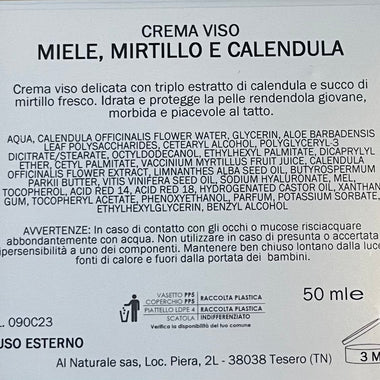 CREMA VISO
MIELE, MIRTILLO E CALENDULA
Crema viso delicata con triplo estratto di calendula e succo di
mirtillo fresco. Idrata e protegge la pelle rendendola giovane,
morbida e piacevole al tatto.
AQUA, CALENDULA OFFICINALIS FLOWER WATER, GLYCERIN, ALOE BARBADENSIS
LEAF POLYSACCHARIDES, CETEARYL ALCOHOL, POLYGLYCERYL-3
DICITRATE/STEARATE, OCTYLDODECANOL, ETHYLHEXYL PALMITATE, DICAPRYLYL
ETHER, CETYL PALMITATE, VACCINIUM MYRTILLUS FRUIT JUICE, CALENDULA
OFFICINALIS FLOWER EXTRACT, LIMNANTHES ALBA SEED OIL, BUTYROSPERMUM
PARKII BUTTER, VITIS VINIFERA SEED OIL, SODIUM HYALURONATE, MEL,
TOCOPHEROL, ACID RED 14, ACID RED 18, HYDROGENATED CASTOR OIL, XANTHAN
GUM, TOCOPHERYL ACETATE, PHENOXYETHANOL, PARFUM, POTASSIUM SORBATE,
ETHYLHEXYLGLYCERIN, BENZYL ALCOHOL
AVVERTENZE: In caso di contatto con gli occhi o mucose risciacquare
abbondantemente con acqua. Non utilizzare in caso di presunta o accertata
ipersensibilità a uno dei componenti. Mantenere ben chiuso lontano dalla luce,
fonti di calore e fuori dalla portata dei bambini.
VASETTO PP5
COPERCHIO PP5 RACCOLTA PLASTICA
PIATTELLO LDPE 4 RACCOLTA PLASTICA
SCATOLA INDIFFERENZIATO
Verifica la disponibilità del tuo comune
50 ml e
L. 090C23
USO ESTERNO
Al Naturale sas, Loc. Piera, 2L - 38038 Tesero (TN)
3 M